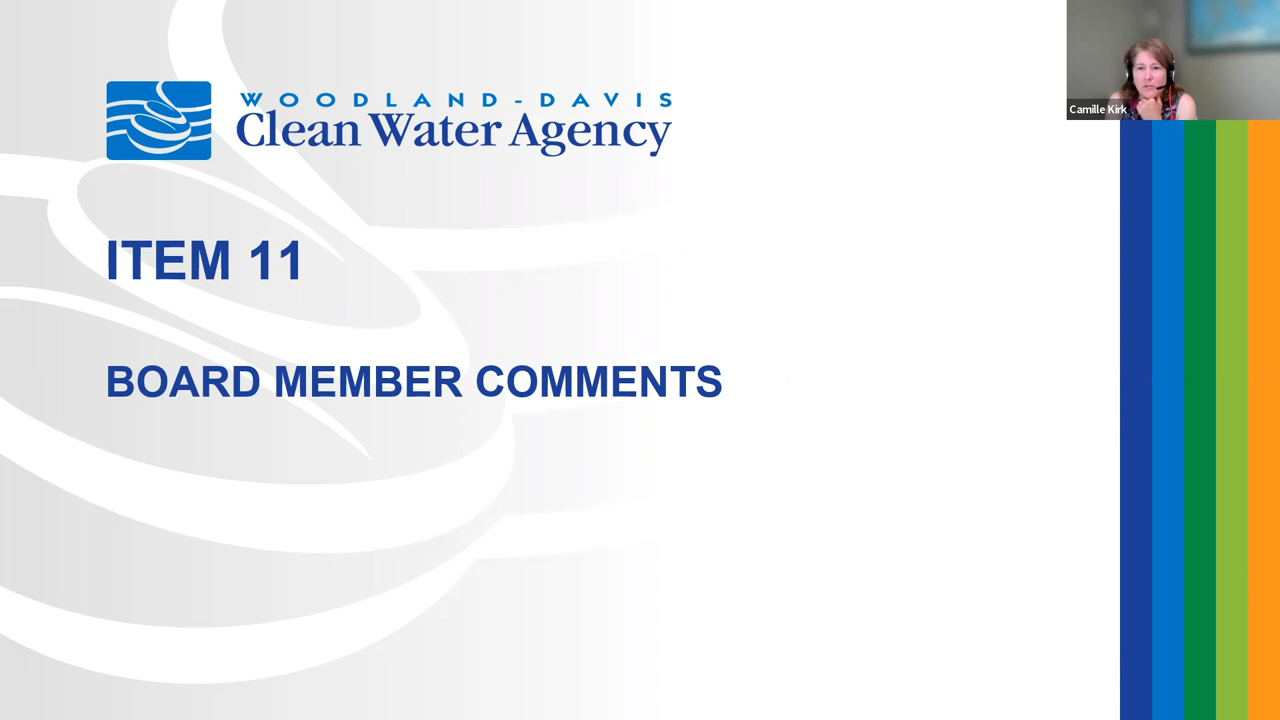 WOODLAND-DAVIS
Clean Water Agency
Camille Kirk
ITEM 11
BOARD MEMBER COMMENTS